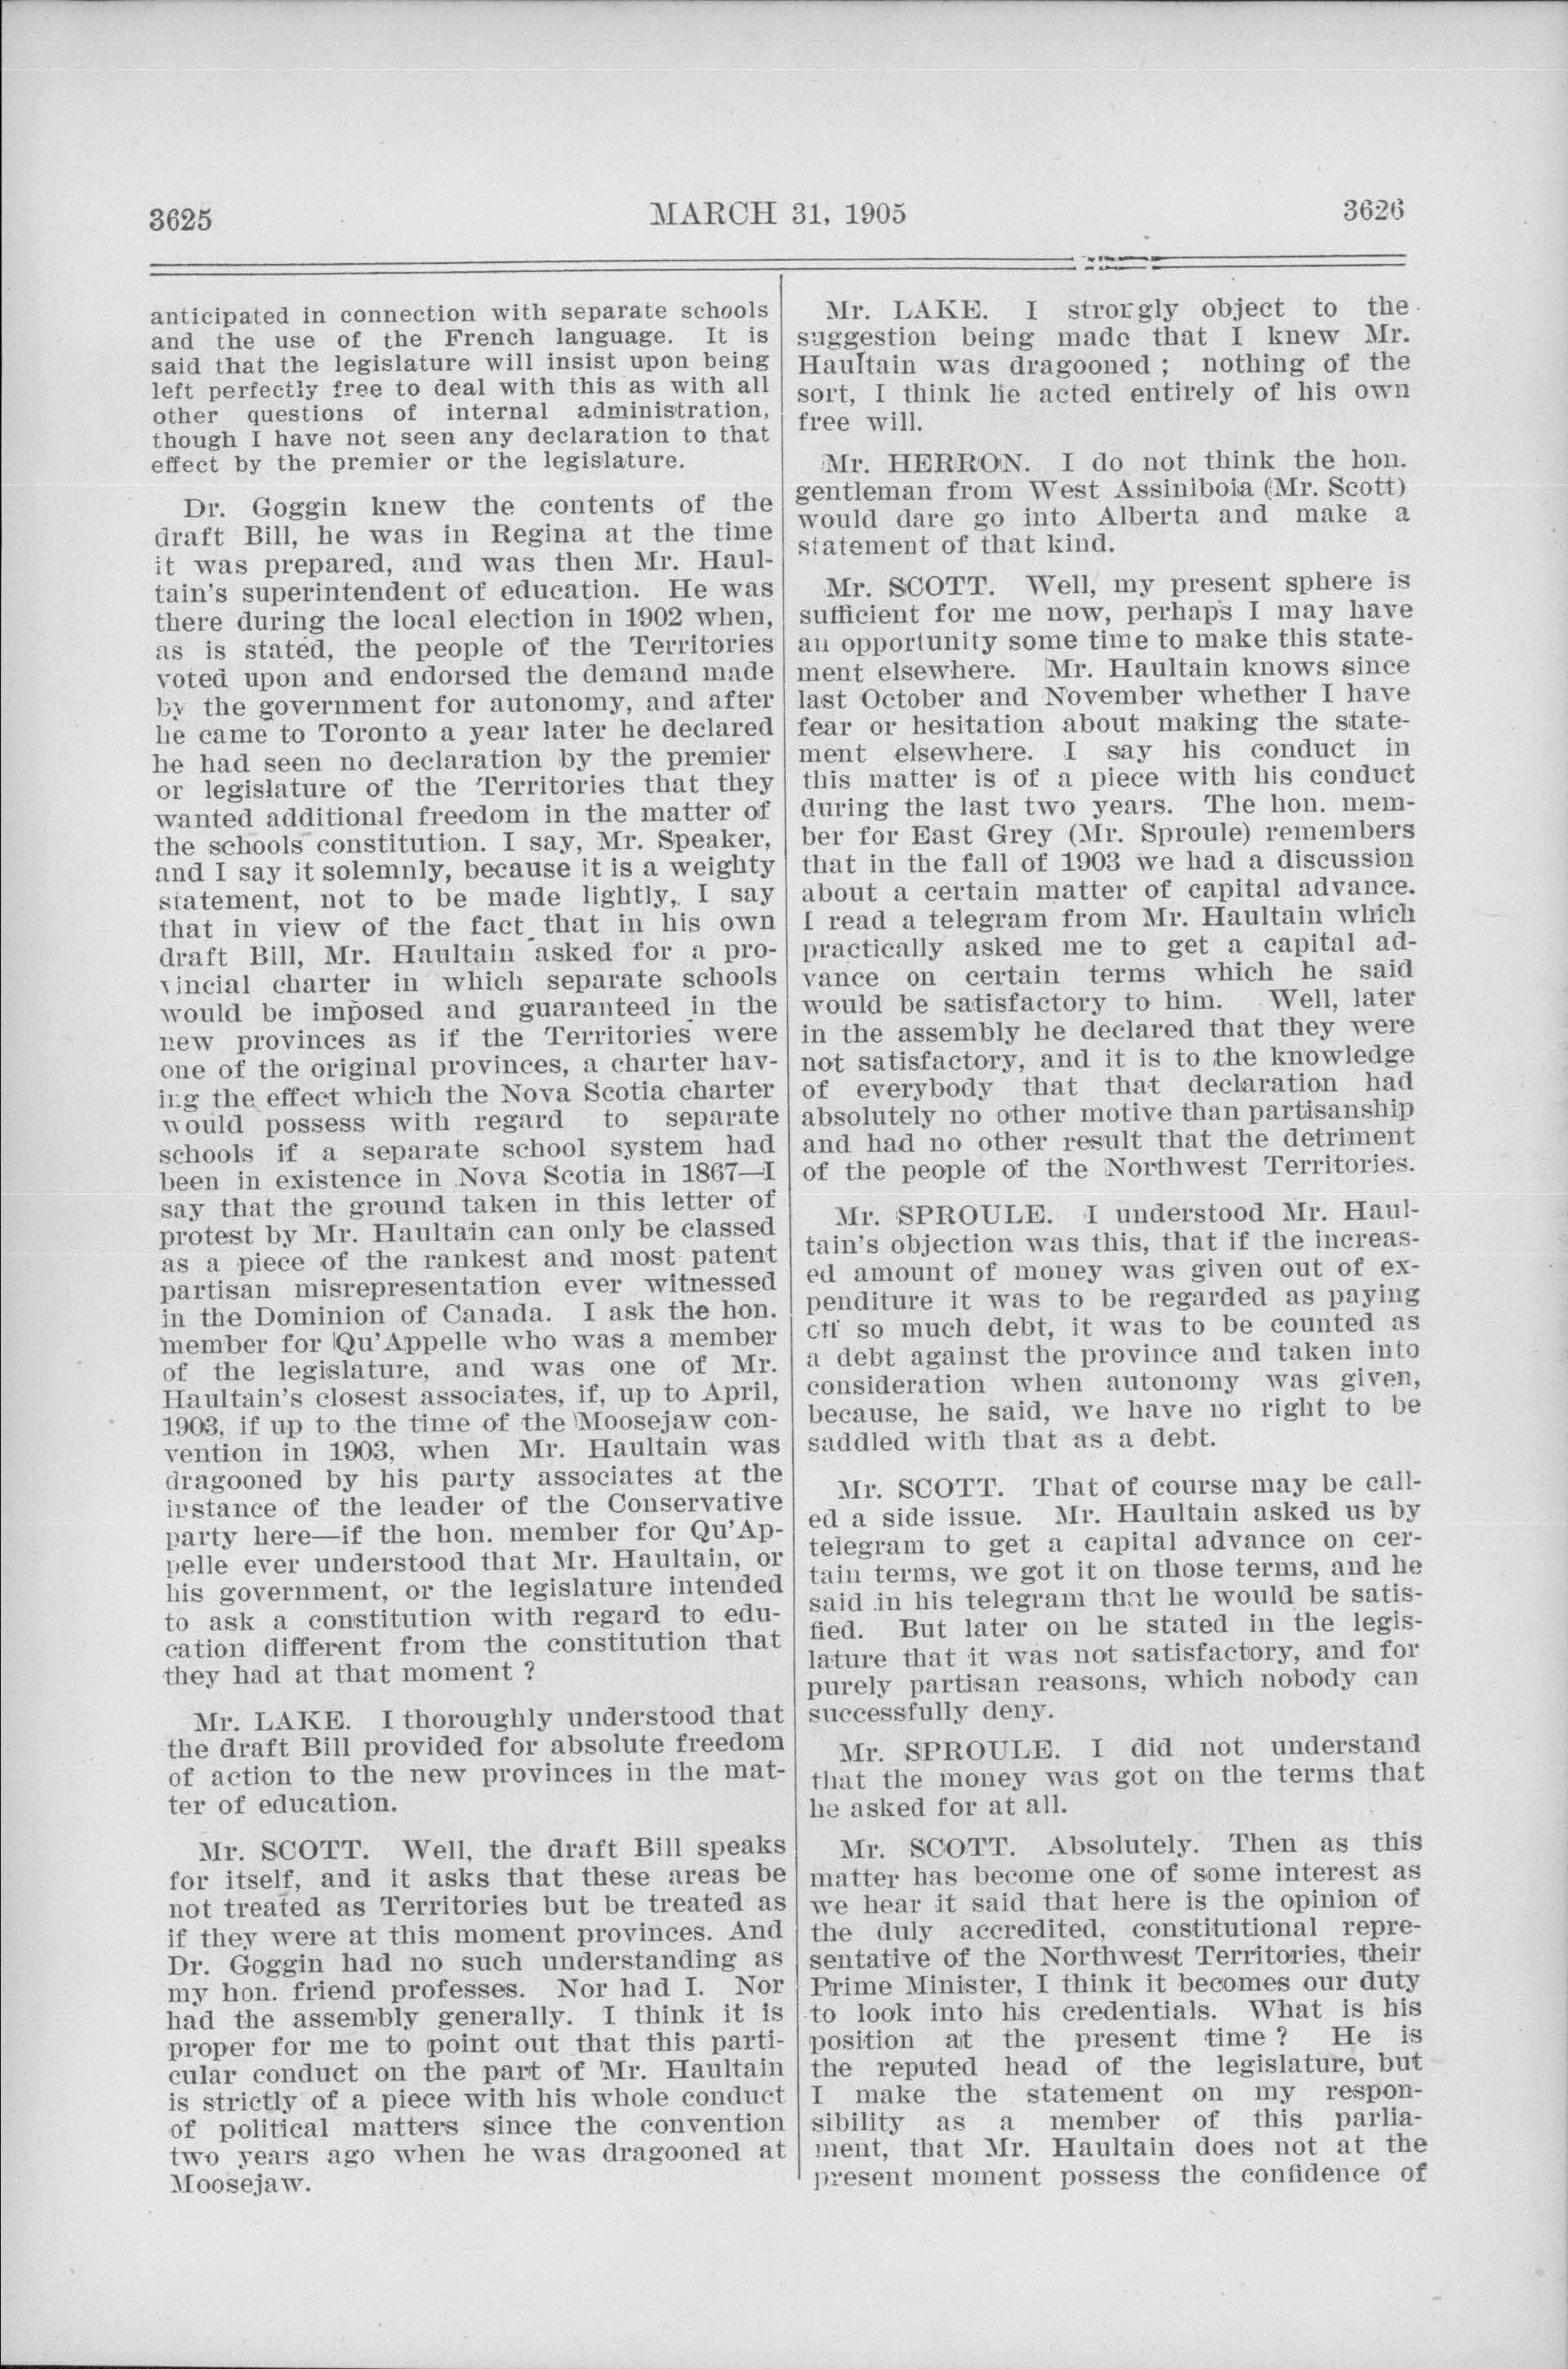 3625
MARCH 31, 1905
3626
anticipated in connection with separate schools
and the use of the French language. It is
said that the legislature will insist upon being
left perfectly free to deal with this as with all
other questions of internal administration,
though I have not seen any declaration to that
effect by the premier or the legislature.
Dr. Goggin knew the contents of the
draft Bill, he was in Regina at the time
it was prepared, and was then Mr. Haul-
tain's superintendent of education. He was
there during the local election in 1902 when,
as is stated, the people of the Territories
voted upon and endorsed the demand made
by the government for autonomy, and after
he came to Toronto a year later he declared
he had seen no declaration by the premier
or legislature of the Territories that they
wanted additional freedom in the matter of
the schools constitution. I say, Mr. Speaker,
and I say it solemnly, because it is a weighty
statement, not to be made lightly, I say
that in view of the fact that in his own
draft Bill, Mr. Haultain asked for a pro-
vincial charter in which separate schools
would be imposed and guaranteed in the
new provinces as if the Territories were
one of the original provinces, a charter hav-
ing the effect which the Nova Scotia charter
would possess with regard to separate
schools if a separate school system had
been in existence in Nova Scotia in 1867—I
say that the ground taken in this letter of
protest by Mr. Haultain can only be classed
as a piece of the rankest and most patent
partisan misrepresentation ever witnessed
in the Dominion of Canada. I ask the hon.
member for Qu'Appelle who was a member
of the legislature, and was one of Mr.
Haultain's closest associates, if, up to April,
1903, if up to the time of the Moosejaw con-
vention in 1903, when Mr. Haultain was
dragooned by his party associates at the
instance of the leader of the Conservative
party here—if the hon. member for Qu'Ap-
pelle ever understood that Mr. Haultain, or
his government, or the legislature intended
to ask a constitution with regard to edu-
cation different from the constitution that
they had at that moment ?
Mr. LAKE. I thoroughly understood that
the draft Bill provided for absolute freedom
of action to the new provinces in the mat-
ter of education.
Mr. SCOTT. Well, the draft Bill speaks
for itself, and it asks that these areas be
not treated as Territories but be treated as
if they were at this moment provinces. And
Dr. Goggin had no such understanding as
my hon. friend professes. Nor had I. Nor
had the assembly generally. I think it is
proper for me to point out that this parti-
cular conduct on the part of Mr. Haultain
is strictly of a piece with his whole conduct
of political matters since the convention
two years ago when he was dragooned at
Moosejaw.
Mr. LAKE. I strongly object to the
suggestion being made that I knew Mr.
Haultain was dragooned ; nothing of the
sort, I think he acted entirely of his own
free will.
Mr. HERRON. I do not think the hon.
gentleman from West Assiniboia (Mr. Scott)
would dare go into Alberta and make a
statement of that kind.
Mr. SCOTT. Well, my present sphere is
sufficient for me now, perhaps I may have
an opportunity some time to make this state-
ment elsewhere. Mr. Haultain knows since
last October and November whether I have
fear or hesitation about making the state-
ment elsewhere. I say his conduct in
this matter is of a piece with his conduct
during the last two years. The hon. mem-
ber for East Grey (Mr. Sproule) remembers
that in the fall of 1903 we had a discussion
about a certain matter of capital advance.
I read a telegram from Mr. Haultain which
practically asked me to get a capital ad-
vance on certain terms which he said
would be satisfactory to him. Well, later
in the assembly he declared that they were
not satisfactory, and it is to the knowledge
of everybody that that declaration had
absolutely no other motive than partisanship
and had no other result that the detriment
of the people of the Northwest Territories.
Mr. SPROULE. I understood Mr. Haul-
tain's objection was this, that if the increas-
ed amount of money was given out of ex-
penditure it was to be regarded as paying
off so much debt, it was to be counted as
a debt against the province and taken into
consideration when autonomy was given,
because, he said, we have no right to be
saddled with that as a debt.
Mr. SCOTT. That of course may be call-
ed a side issue. Mr. Haultain asked us by
telegram to get a capital advance on cer-
tain terms, we got it on those terms, and he
said in his telegram that he would be satis-
fied. But later on he stated in the legis-
lature that it was not satisfactory, and for
purely partisan reasons, which nobody can
successfully deny.
Mr. SPROULE. I did not understand
that the money was got on the terms that
he asked for at all.
Mr. SCOTT. Absolutely. Then as this
matter has become one of some interest as
we hear it said that here is the opinion of
the duly accredited, constitutional repre-
sentative of the Northwest Territories, their
Prime Minister, I think it becomes our duty
to look into his credentials. What is his
position at the present time ? He is
the reputed head of the legislature, but
I make the statement on my respon-
sibility as a member of this parlia-
ment, that Mr. Haultain does not at the
present moment possess the confidence of